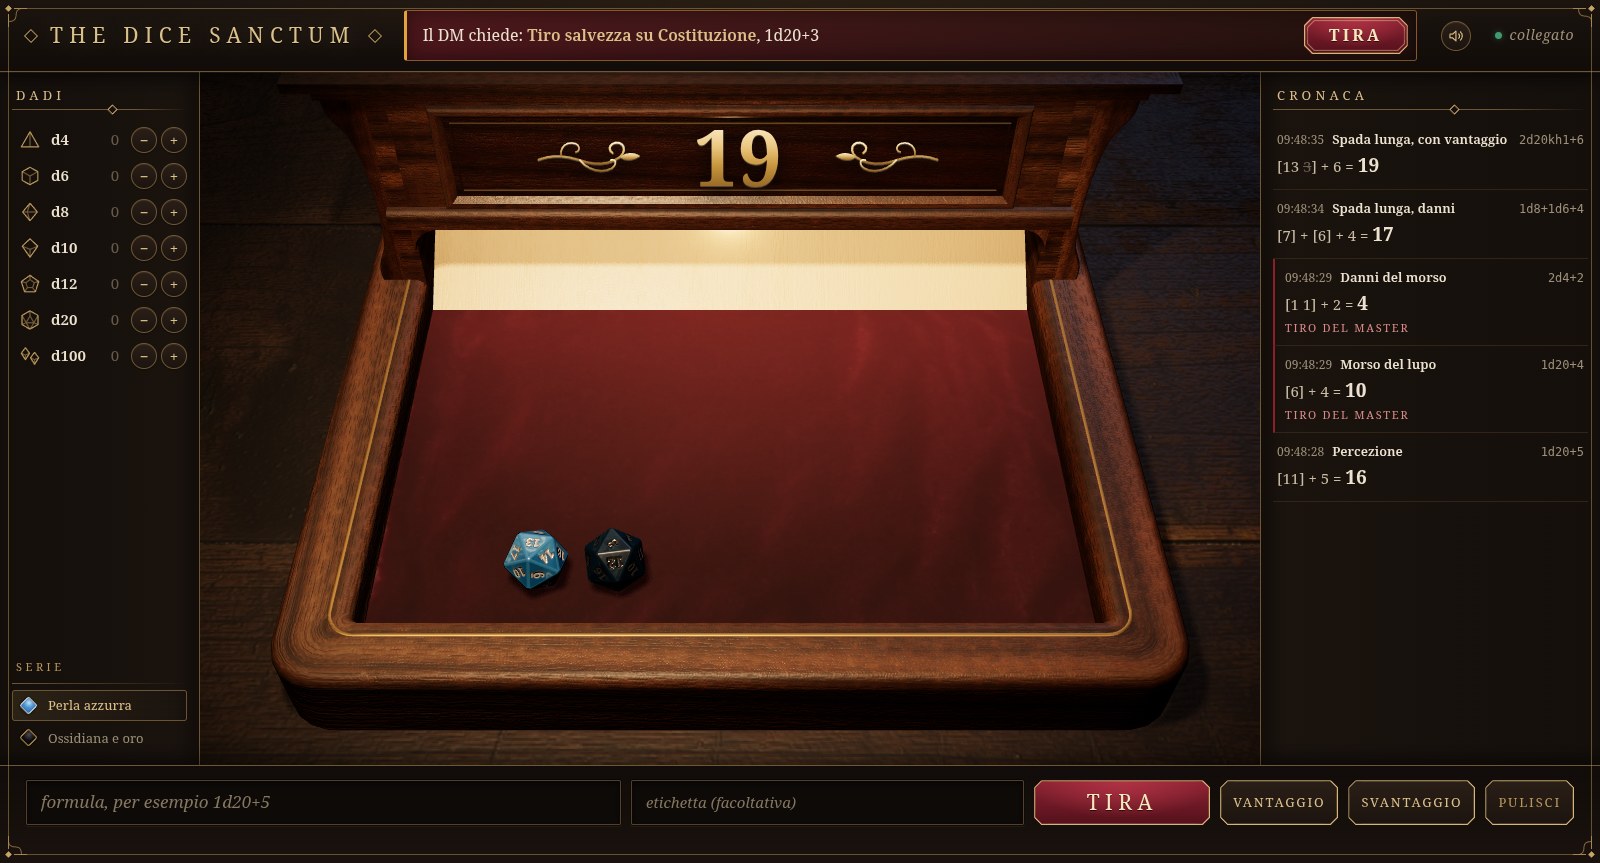 THE DICE SANCTUM
Il DM chiede: Tiro salvezza su Costituzione, 1d20+3
TIRA
collegato
DADI
d4 0 − +
d6 0 − +
d8 0 − +
d10 0 − +
d12 0 − +
d20 0 − +
d100 0 − +
SERIE
Perla azzurra
Ossidiana e oro
19
13
CRONACA
09:48:35 Spada lunga, con vantaggio 2d20kh1+6
[13 3] + 6 = 19
09:48:34 Spada lunga, danni 1d8+1d6+4
[7] + [6] + 4 = 17
09:48:29 Danni del morso 2d4+2
[1 1] + 2 = 4
TIRO DEL MASTER
09:48:29 Morso del lupo 1d20+4
[6] + 4 = 10
TIRO DEL MASTER
09:48:28 Percezione 1d20+5
[11] + 5 = 16
formula, per esempio 1d20+5
etichetta (facoltativa)
TIRA
VANTAGGIO
SVANTAGGIO
PULISCI